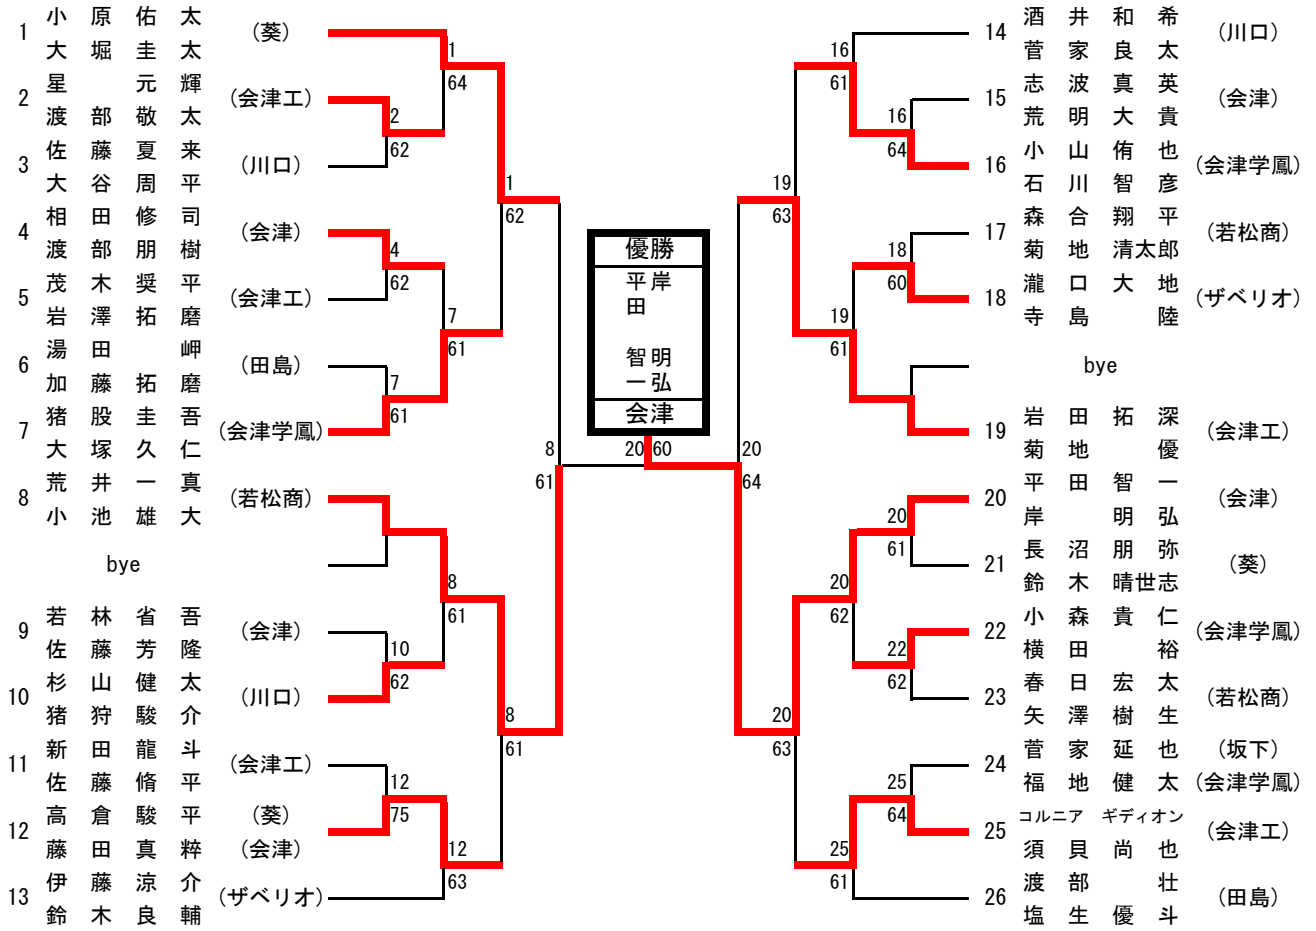 1 小原佑太 (葵)
大堀圭太
2 星元輝 (会津工)
渡部敬太
3 佐藤夏来 (川口)
大谷周平
4 相田修司 (会津)
渡部朋樹
5 茂木奨平 (会津工)
岩澤拓磨
6 湯田岬 (田島)
加藤拓磨
7 猪股圭吾 (会津学鳳)
大塚久仁
8 荒井一真 (若松商)
小池雄大
bye
9 若林省吾 (会津)
佐藤芳隆
10 杉山健太 (川口)
猪狩駿介
11 新田龍斗 (会津工)
佐藤脩平
12 高倉駿平 (葵)
藤田真粋 (会津)
13 伊藤涼介 (ザベリオ)
鈴木良輔
1
64
2
62
4
62
7
61
7
61
1
62
8
61
10
62
12
75
12
63
8
61
8
61
優勝
平田智一
岸明弘
会津
20 60
20
64
19
63
16
61
16
64
18
60
19
61
20
61
20
62
22
62
20
63
25
64
25
61
14 酒井和希 (川口)
菅家良太
15 志波真英 (会津)
荒明大貴
16 小山侑也 (会津学鳳)
石川智彦
17 森合翔平 (若松商)
菊地清太郎
18 瀧口大地 (ザベリオ)
寺島陸
bye
19 岩田拓深 (会津工)
菊地優
20 平田智一 (会津)
岸明弘
21 長沼朋弥 (葵)
鈴木晴世志
22 小森貴仁 (会津学鳳)
横田裕
23 春日宏太 (若松商)
矢澤樹生
24 菅家延也 (坂下)
福地健太 (会津学鳳)
25 コルニア ギディオン (会津工)
須貝尚也
26 渡部壮 (田島)
塩生優斗